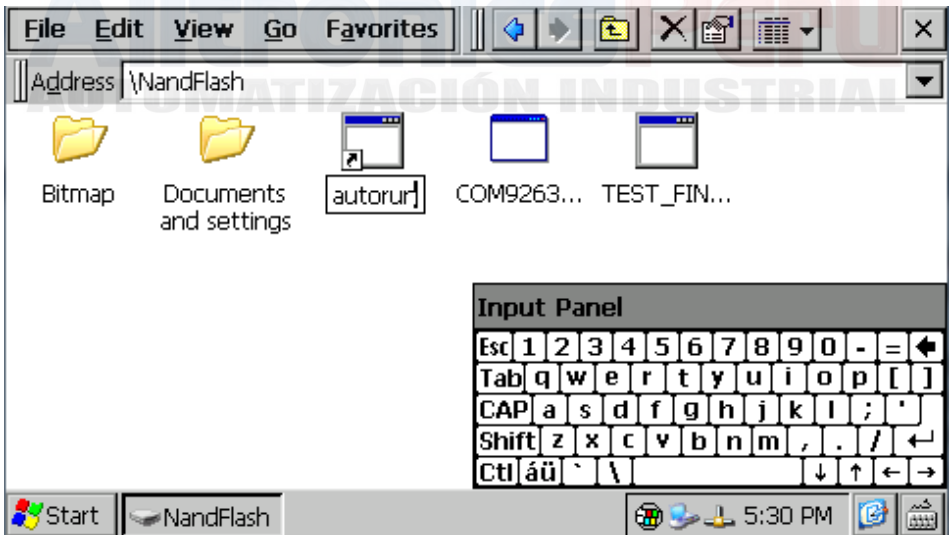 File Edit View Go Favorites
Address \NandFlash
AUTOMATIZACIÓN INDUSTRIAL
Bitmap
Documents and settings
autorun
COM9263...
TEST_FIN...
Input Panel
Esc 1 2 3 4 5 6 7 8 9 0 - =
Tab q w e r t y u i o p [ ]
CAP a s d f g h j k l ; '
Shift z x c v b n m , . /
Ctl áü ` \ ↓ ↑ ← →
Start NandFlash 5:30 PM